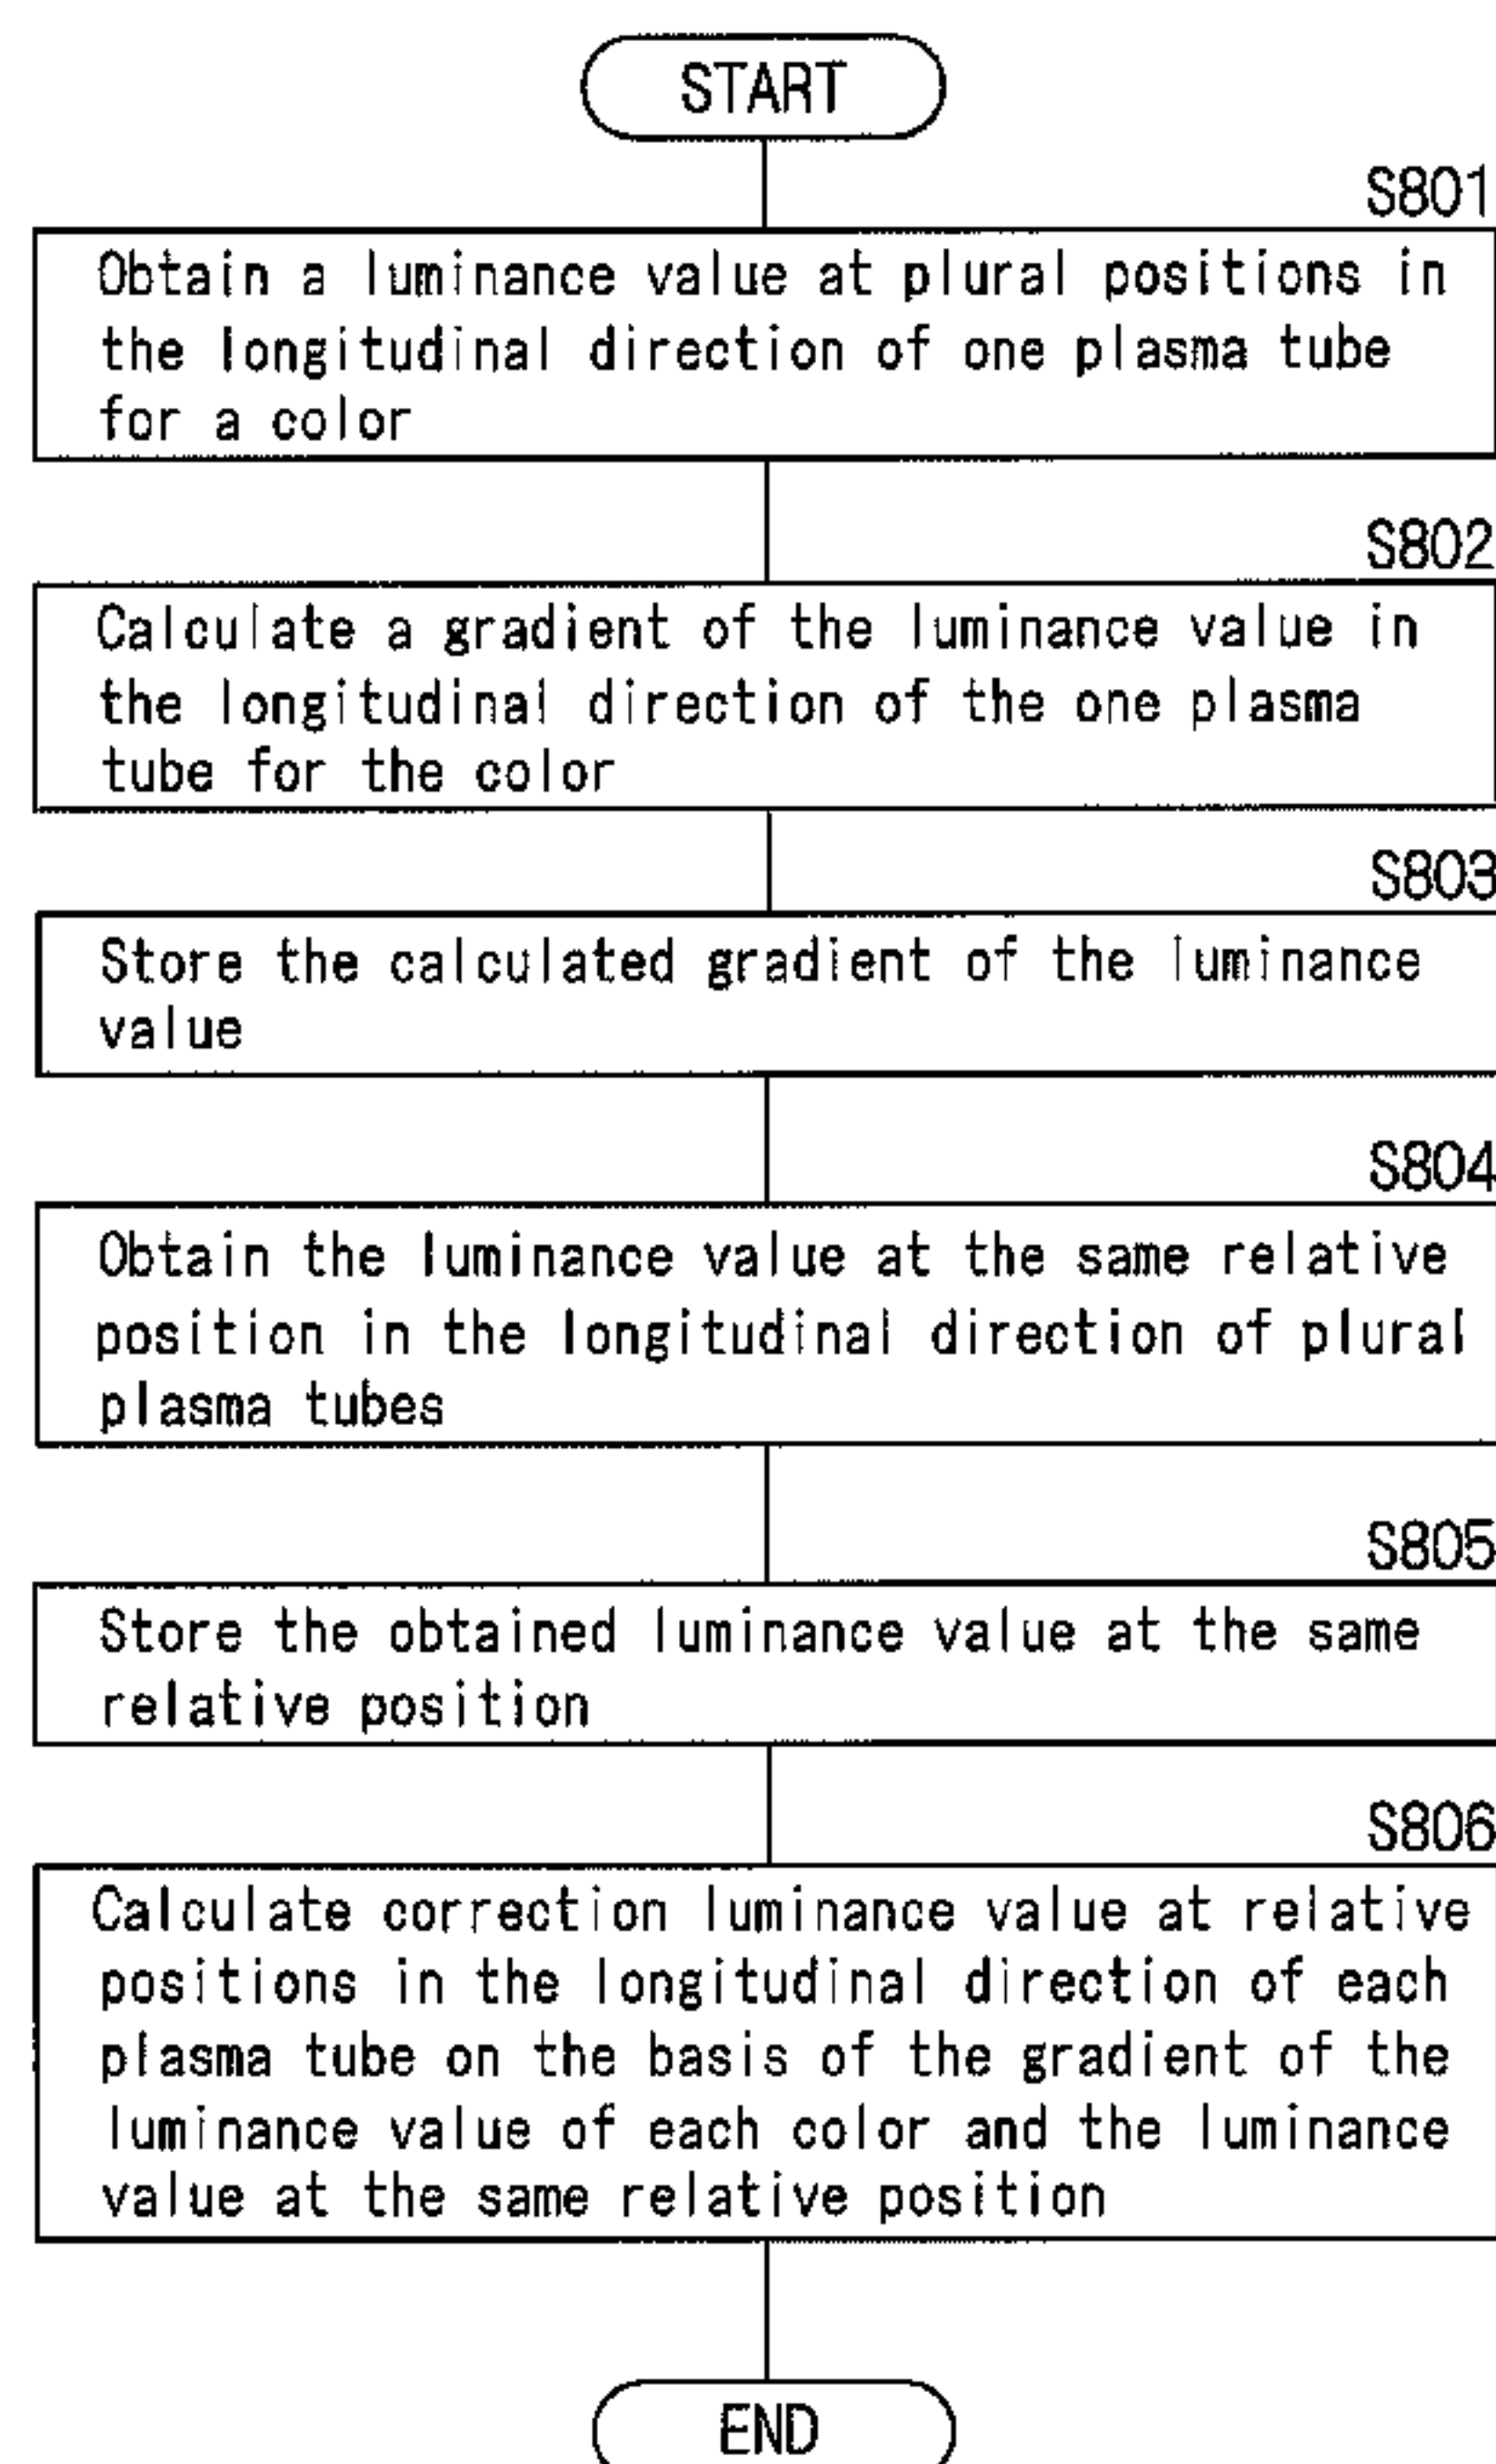 START
S801
Obtain a luminance value at plural positions in
the longitudinal direction of one plasma tube
for a color
S802
Calculate a gradient of the luminance value in
the longitudinal direction of the one plasma
tube for the color
S803
Store the calculated gradient of the luminance
value
S804
Obtain the luminance value at the same relative
position in the longitudinal direction of plural
plasma tubes
S805
Store the obtained luminance value at the same
relative position
S806
Calculate correction luminance value at relative
positions in the longitudinal direction of each
plasma tube on the basis of the gradient of the
luminance value of each color and the luminance
value at the same relative position
END